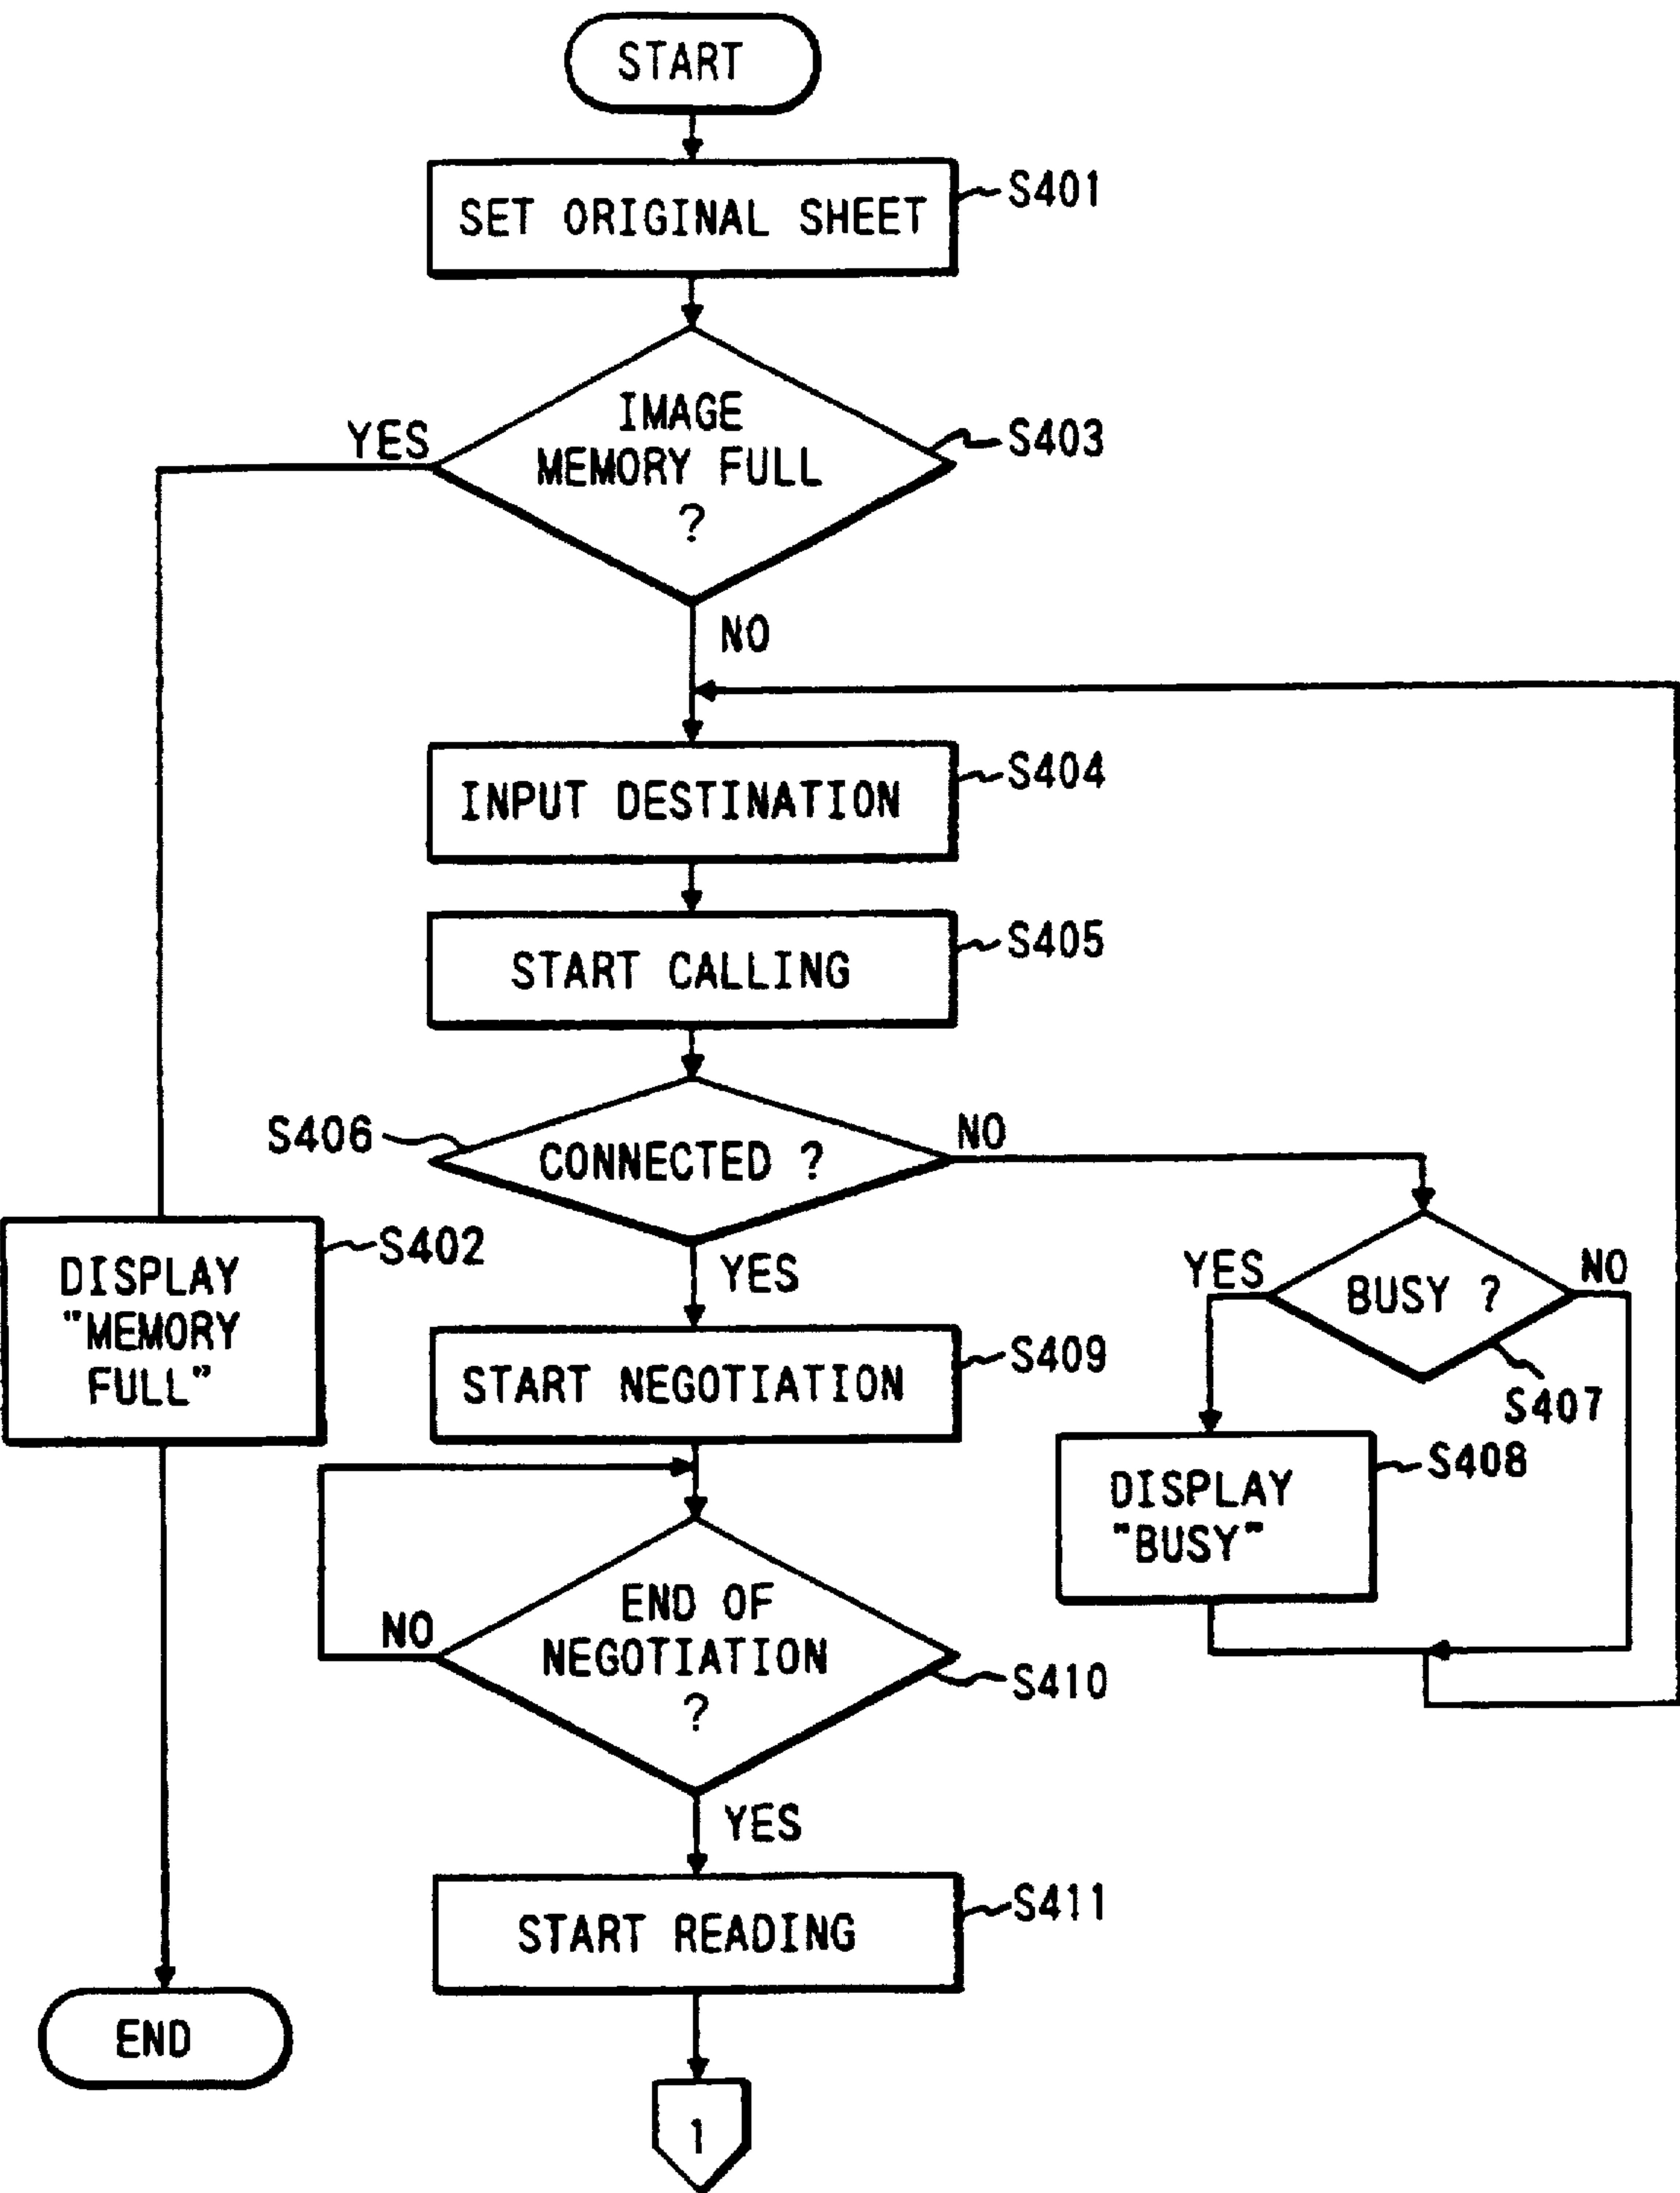 START
SET ORIGINAL SHEET
S401
IMAGE
MEMORY FULL
?
S403
YES
NO
INPUT DESTINATION
S404
START CALLING
S405
S406
CONNECTED ?
NO
YES
DISPLAY
"MEMORY
FULL"
S402
BUSY ?
YES
NO
S407
START NEGOTIATION
S409
DISPLAY
"BUSY"
S408
END OF
NEGOTIATION
?
NO
S410
YES
START READING
S411
END
1